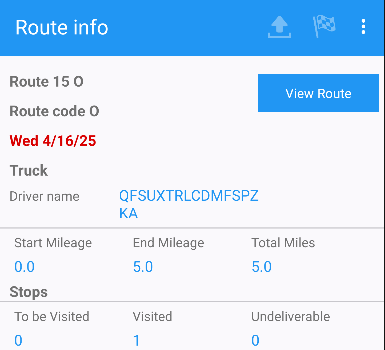 Route info
Route 15 O
View Route
Route code O
Wed 4/16/25
Truck
Driver name QFSUXTRLCDMFSPZ
KA
Start Mileage End Mileage Total Miles
0.0 5.0 5.0
Stops
To be Visited Visited Undeliverable
0 1 0